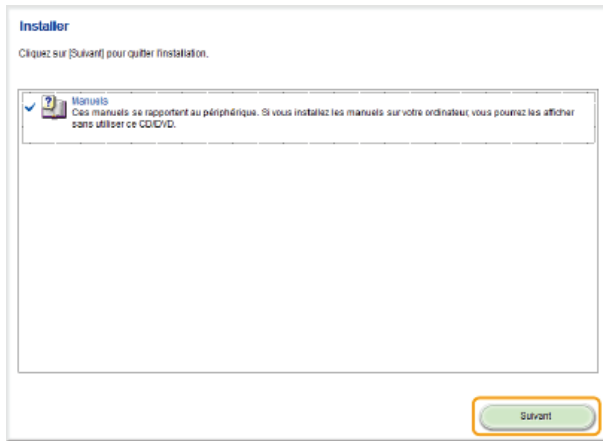 Installer
Cliquez sur [Suivant] pour quitter l'installation.
Manuels
Ces manuels se rapportent au périphérique. Si vous installez les manuels sur votre ordinateur, vous pourrez les afficher
sans utiliser ce CD/DVD.
Suivant